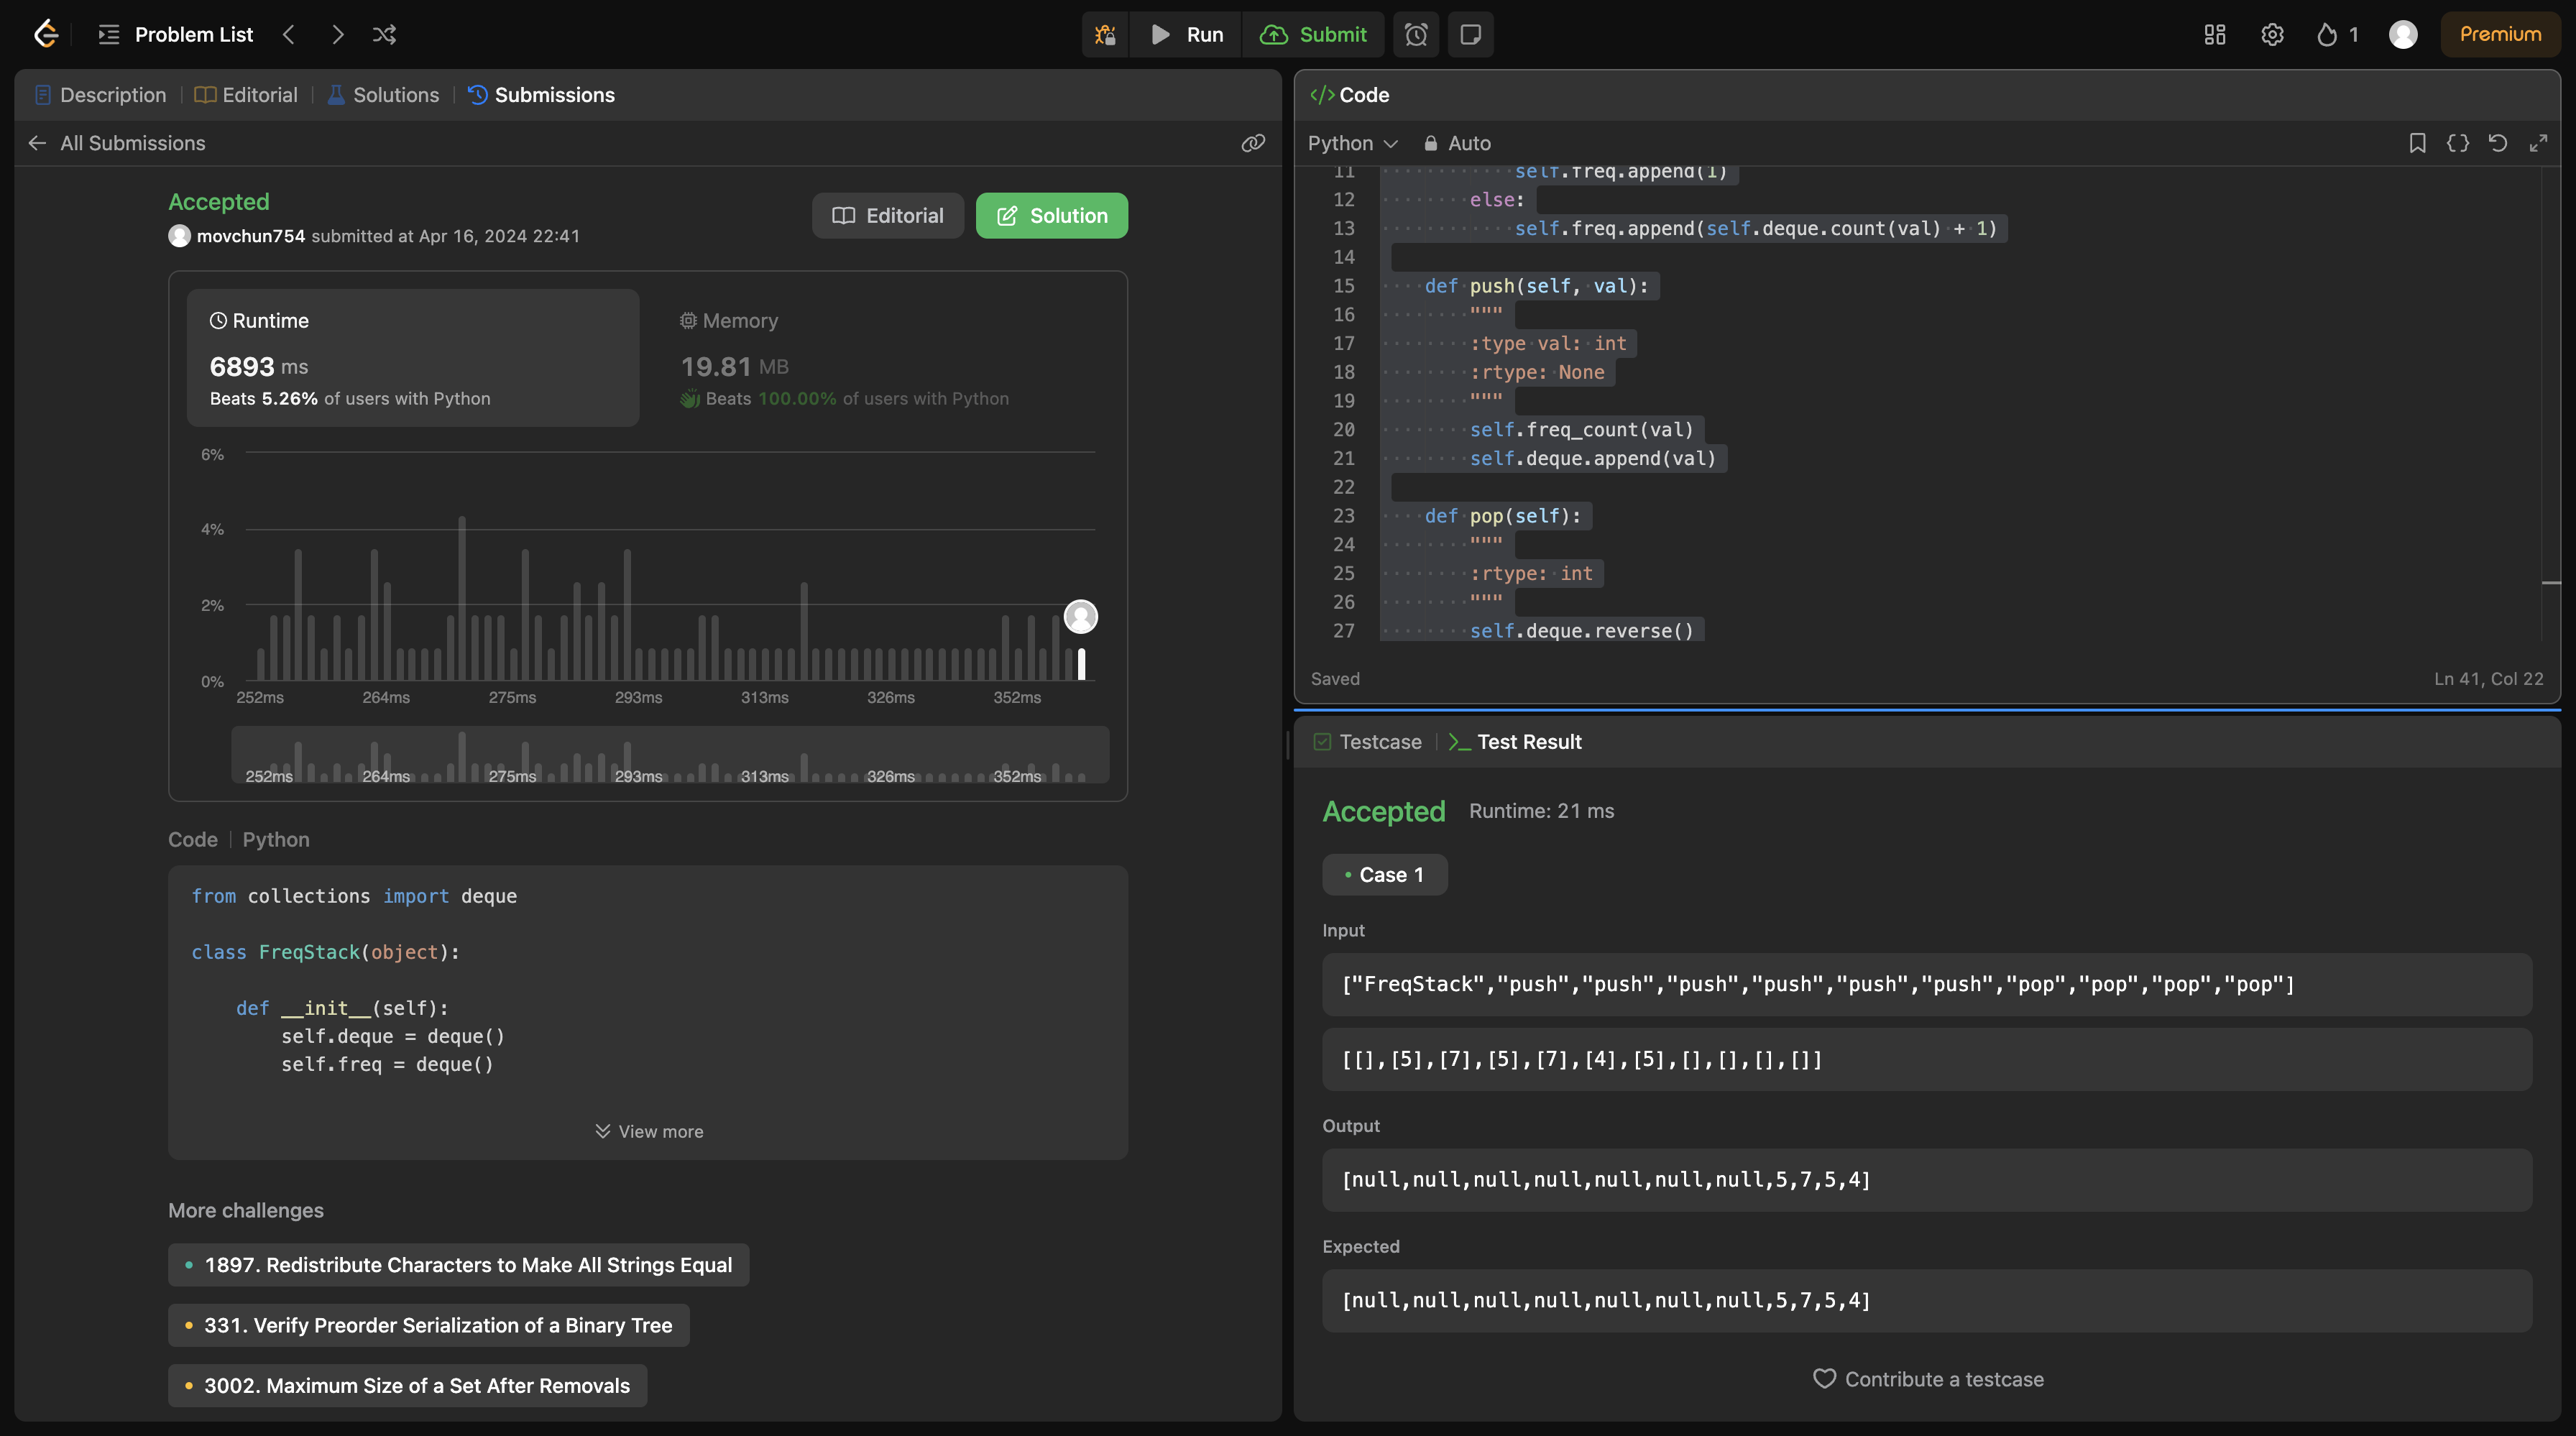 Problem List
Run
Submit
1
Premium
Description
Editorial
Solutions
Submissions
All Submissions
Accepted
movchun754 submitted at Apr 16, 2024 22:41
Editorial
Solution
Runtime
6893 ms
Beats 5.26% of users with Python
Memory
19.81 MB
Beats 100.00% of users with Python
6%
4%
2%
0%
252ms 264ms 275ms 293ms 313ms 326ms 352ms
252ms 264ms 275ms 293ms 313ms 326ms 352ms
Code | Python
from collections import deque
class FreqStack(object):
def __init__(self):
self.deque = deque()
self.freq = deque()
View more
More challenges
1897. Redistribute Characters to Make All Strings Equal
331. Verify Preorder Serialization of a Binary Tree
3002. Maximum Size of a Set After Removals
</> Code
Python
Auto
11 self.freq.append(1)
12 else:
13 self.freq.append(self.deque.count(val) + 1)
14
15 def push(self, val):
16 """
17 :type val: int
18 :rtype: None
19 """
20 self.freq_count(val)
21 self.deque.append(val)
22
23 def pop(self):
24 """
25 :rtype: int
26 """
27 self.deque.reverse()
Saved
Ln 41, Col 22
Testcase
Test Result
Accepted Runtime: 21 ms
Case 1
Input
["FreqStack","push","push","push","push","push","push","pop","pop","pop","pop"]
[[],[5],[7],[5],[7],[4],[5],[],[],[],[]]
Output
[null,null,null,null,null,null,null,5,7,5,4]
Expected
[null,null,null,null,null,null,null,5,7,5,4]
Contribute a testcase